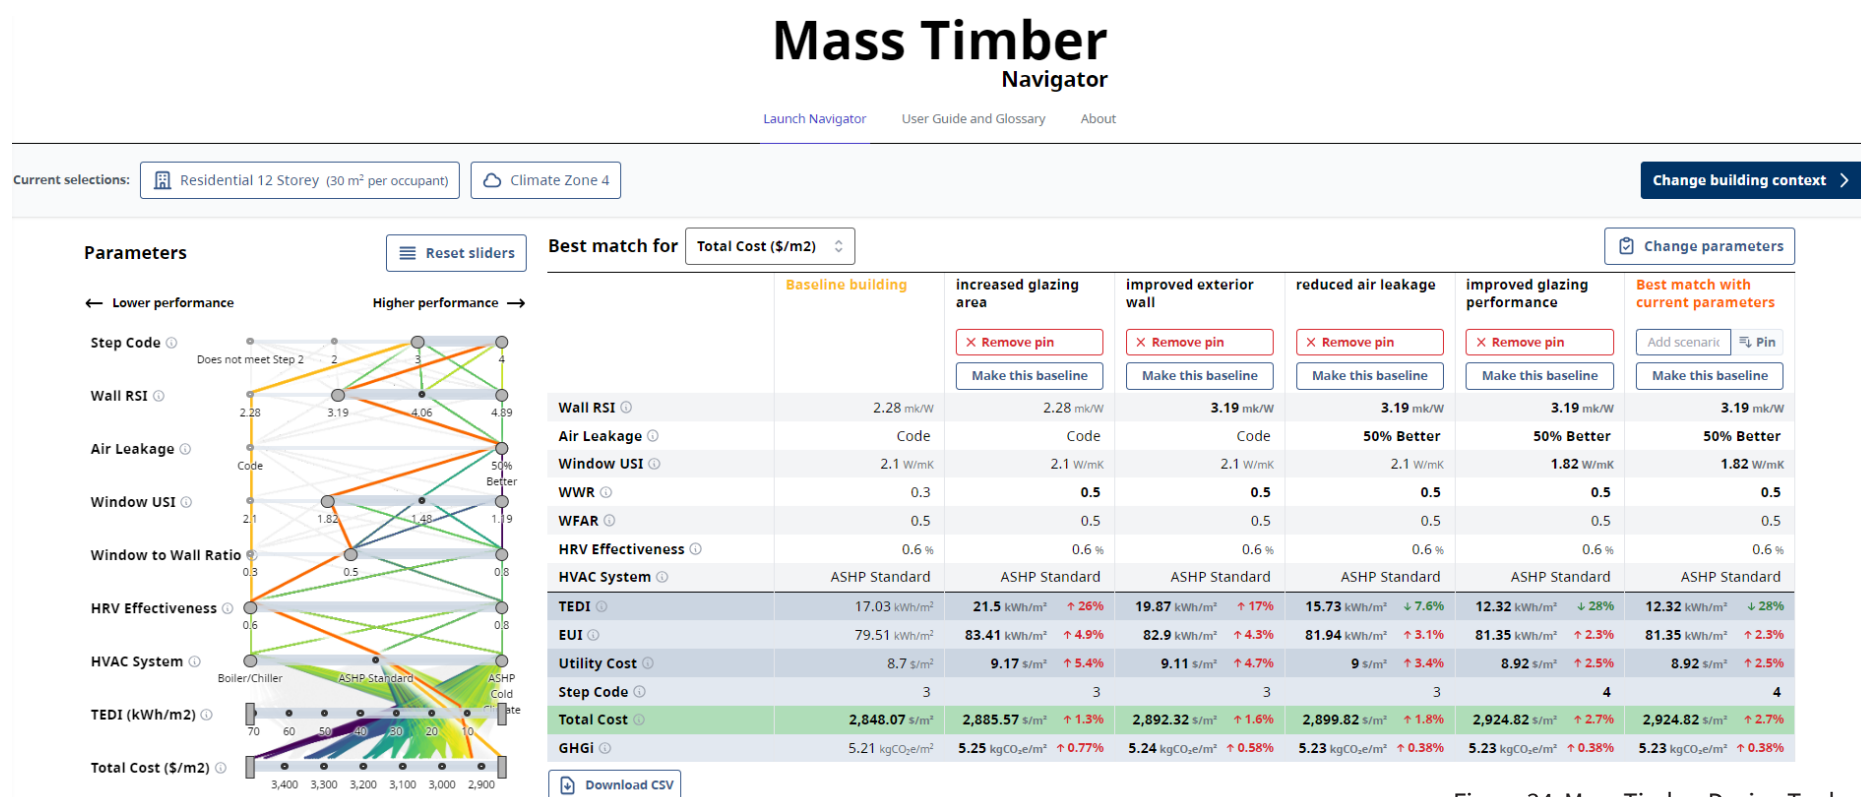 Mass Timber
Navigator
Launch Navigator User Guide and Glossary About
Current selections: Residential 12 Storey (30 m² per occupant) Climate Zone 4 Change building context
Parameters Reset sliders
← Lower performance Higher performance →
Step Code
Does not meet Step 2 2 3 4
Wall RSI
2.28 3.19 4.06 4.89
Air Leakage
Code 50% Better
Window USI
2.1 1.82 1.48 1.19
Window to Wall Ratio
0.3 0.5 0.8
HRV Effectiveness
0.6 0.8
HVAC System
Boiler/Chiller ASHP Standard ASHP Cold Climate
TEDI (kWh/m2)
70 60 50 40 30 20 10
Total Cost ($/m2)
3,400 3,300 3,200 3,100 3,000 2,900
Best match for Total Cost ($/m2) Change parameters
Baseline building increased glazing area improved exterior wall reduced air leakage improved glazing performance Best match with current parameters
Remove pin Remove pin Remove pin Remove pin Add scenaric Pin
Make this baseline Make this baseline Make this baseline Make this baseline Make this baseline
Wall RSI 2.28 mk/W 2.28 mk/W 3.19 mk/W 3.19 mk/W 3.19 mk/W 3.19 mk/W
Air Leakage Code Code Code 50% Better 50% Better 50% Better
Window USI 2.1 W/mK 2.1 W/mK 2.1 W/mK 2.1 W/mK 1.82 W/mK 1.82 W/mK
WWR 0.3 0.5 0.5 0.5 0.5 0.5
WFAR 0.5 0.5 0.5 0.5 0.5 0.5
HRV Effectiveness 0.6 % 0.6 % 0.6 % 0.6 % 0.6 % 0.6 %
HVAC System ASHP Standard ASHP Standard ASHP Standard ASHP Standard ASHP Standard ASHP Standard
TEDI 17.03 kWh/m² 21.5 kWh/m² ↑ 26% 19.87 kWh/m² ↑ 17% 15.73 kWh/m² ↓ 7.6% 12.32 kWh/m² ↓ 28% 12.32 kWh/m² ↓ 28%
EUI 79.51 kWh/m² 83.41 kWh/m² ↑ 4.9% 82.9 kWh/m² ↑ 4.3% 81.94 kWh/m² ↑ 3.1% 81.35 kWh/m² ↑ 2.3% 81.35 kWh/m² ↑ 2.3%
Utility Cost 8.7 $/m² 9.17 $/m² ↑ 5.4% 9.11 $/m² ↑ 4.7% 9 $/m² ↑ 3.4% 8.92 $/m² ↑ 2.5% 8.92 $/m² ↑ 2.5%
Step Code 3 3 3 3 4 4
Total Cost 2,848.07 $/m² 2,885.57 $/m² ↑ 1.3% 2,892.32 $/m² ↑ 1.6% 2,899.82 $/m² ↑ 1.8% 2,924.82 $/m² ↑ 2.7% 2,924.82 $/m² ↑ 2.7%
GHGi 5.21 kgCO₂e/m² 5.25 kgCO₂e/m² ↑ 0.77% 5.24 kgCO₂e/m² ↑ 0.58% 5.23 kgCO₂e/m² ↑ 0.38% 5.23 kgCO₂e/m² ↑ 0.38% 5.23 kgCO₂e/m² ↑ 0.38%
Download CSV